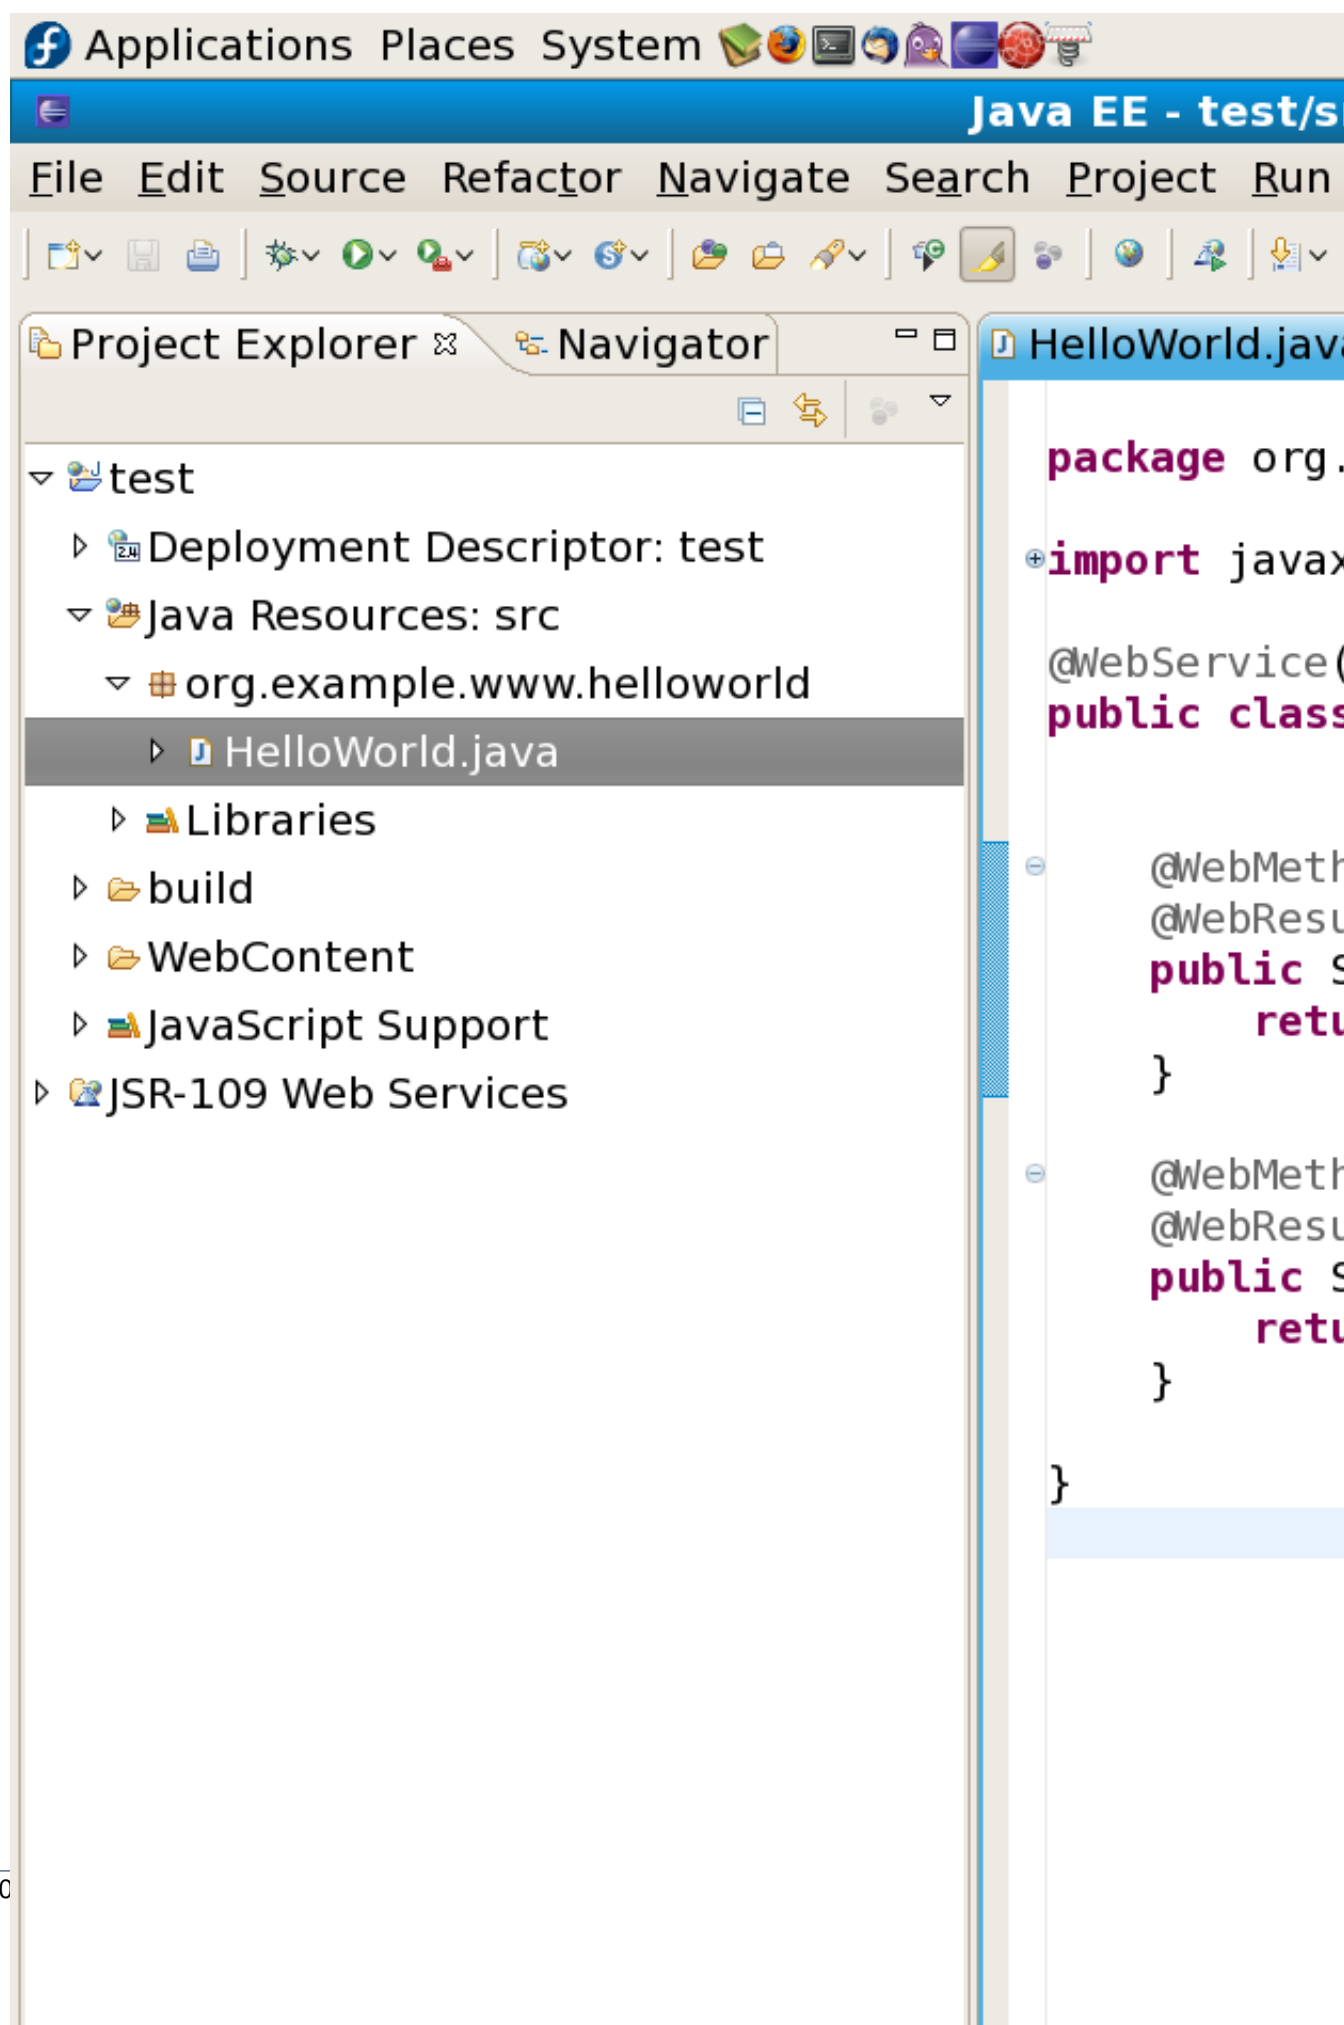 Applications Places System
Java EE - test/s
File Edit Source Refactor Navigate Search Project Run
Project Explorer Navigator
HelloWorld.java
test
Deployment Descriptor: test
Java Resources: src
org.example.www.helloworld
HelloWorld.java
Libraries
build
WebContent
JavaScript Support
JSR-109 Web Services
package org.
import javax
@WebService(
public class
@WebMeth
@WebResu
public S
retu
}
@WebMeth
@WebResu
public S
retu
}
}